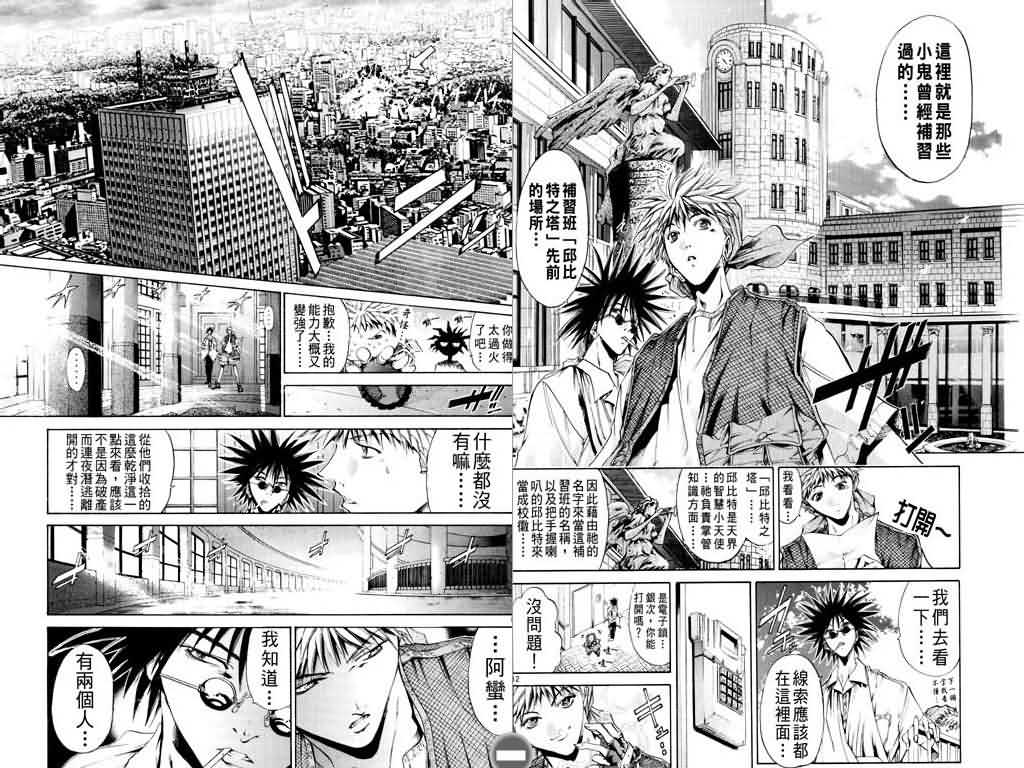 這裡就是那些
小鬼曾經補習
過的……
補習班「邱比
特之塔」先前
的場所…
打開～
我看看…
「邱比特之
塔」……
邱比特是天界
的智慧小天使
…祂負責掌管
知識方面…
因此藉由祂的
名字來當這補
習班的名稱，
以及把手握喇
叭的邱比特來
當成校徽…
我們去看
一下…
線索應該都
在這裡面…
是電子鎖…
銀次，你能
打開嗎？
沒問題！
你做得
太過火
了吧…
抱歉…我的
能力大概又
變強了…
……
……
什麼都沒
有嘛……
從他們收拾的
這麼乾淨這一
點來看，應該
不是因為破產
而連夜潛逃離
開的才對…
…阿蠻…
我知道…
有兩個人…